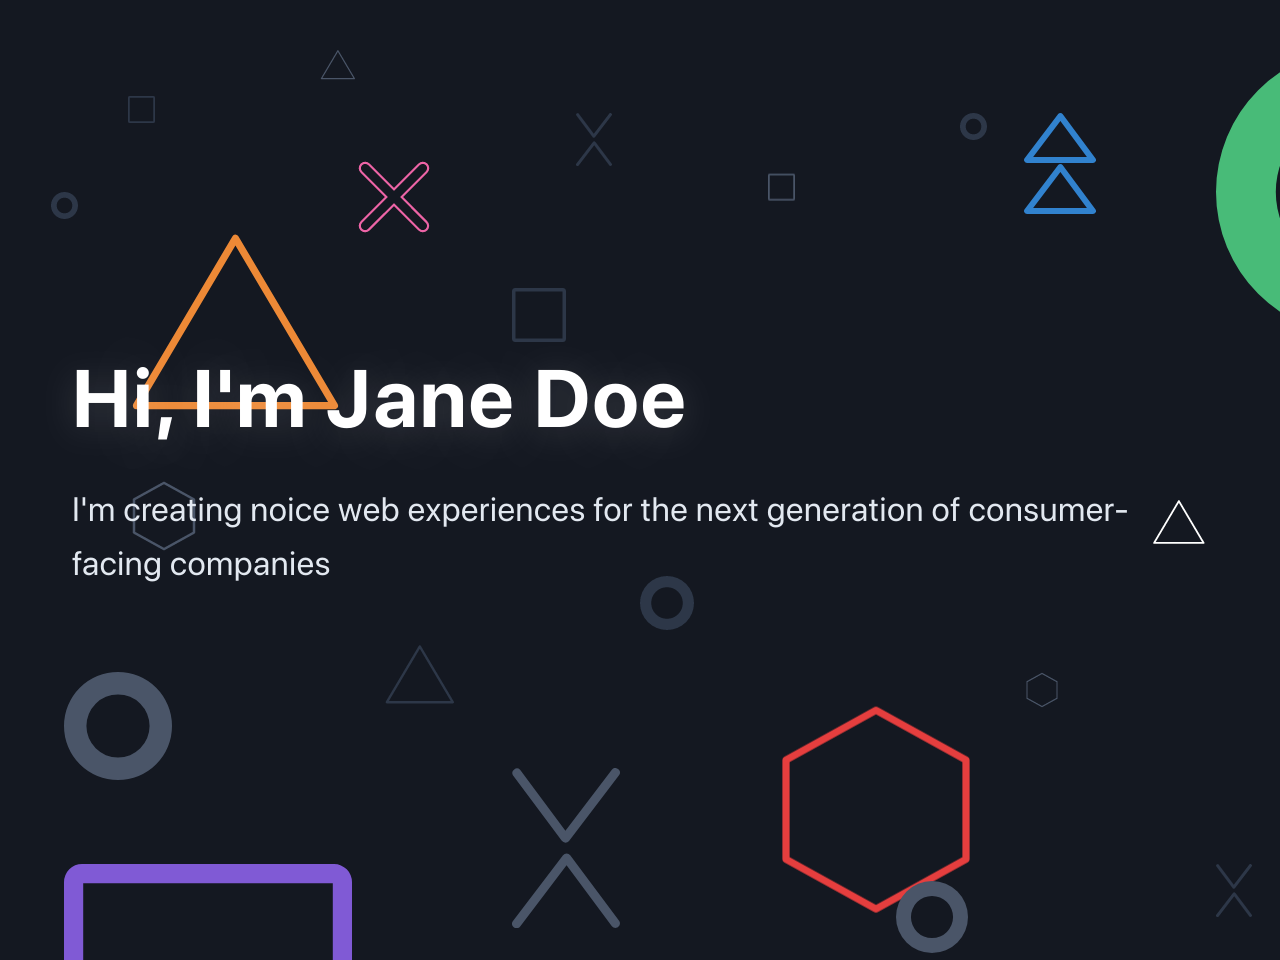 Hi, I'm Jane Doe
I'm creating noice web experiences for the next generation of consumer-
facing companies